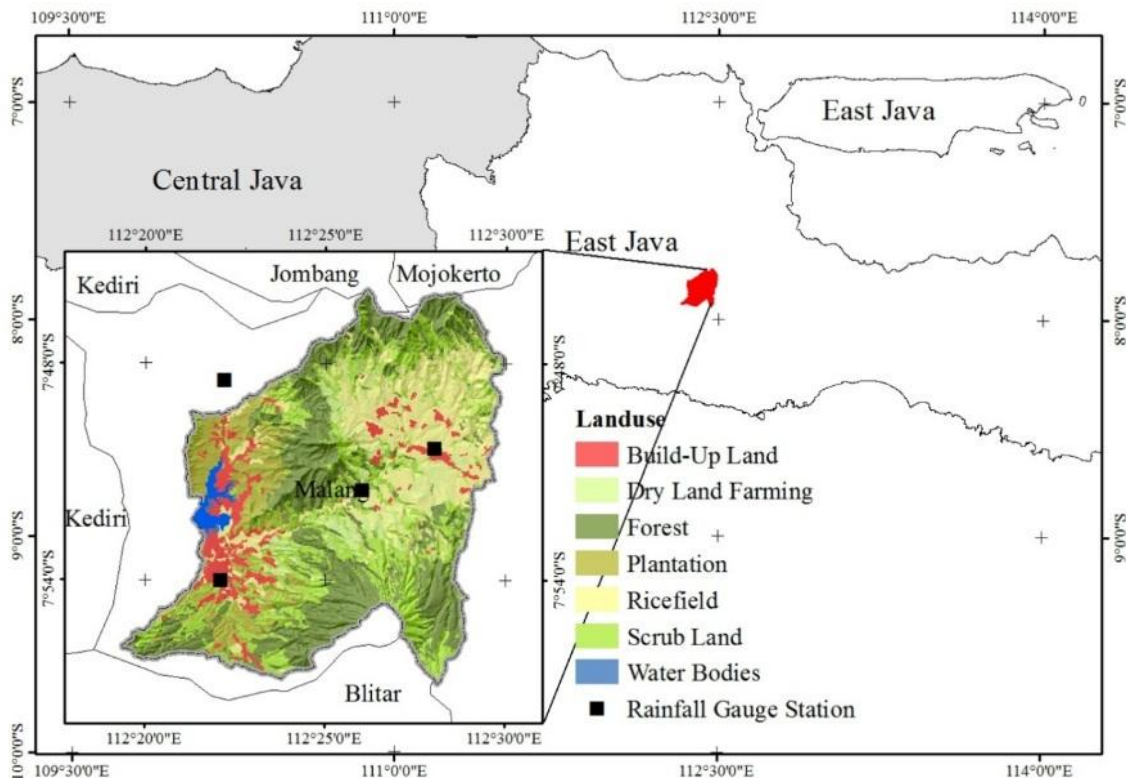 109°30'0"E 111°0'0"E 112°30'0"E 114°0'0"E
7°0'0"S
7°0'0"S
East Java
Central Java
112°20'0"E 112°25'0"E 112°30'0"E
East Java
Kediri
Jombang
Mojokerto
8°0'0"S
7°48'0"S
7°48'0"S
8°0'0"S
Landuse
Build-Up Land
Dry Land Farming
Malang
Forest
Kediri
9°0'0"S
7°54'0"S
7°54'0"S
9°0'0"S
Plantation
Ricefield
Scrub Land
Water Bodies
Blitar
Rainfall Gauge Station
112°20'0"E 112°25'0"E 112°30'0"E
10°0'0"S
10°0'0"S
109°30'0"E 111°0'0"E 112°30'0"E 114°0'0"E